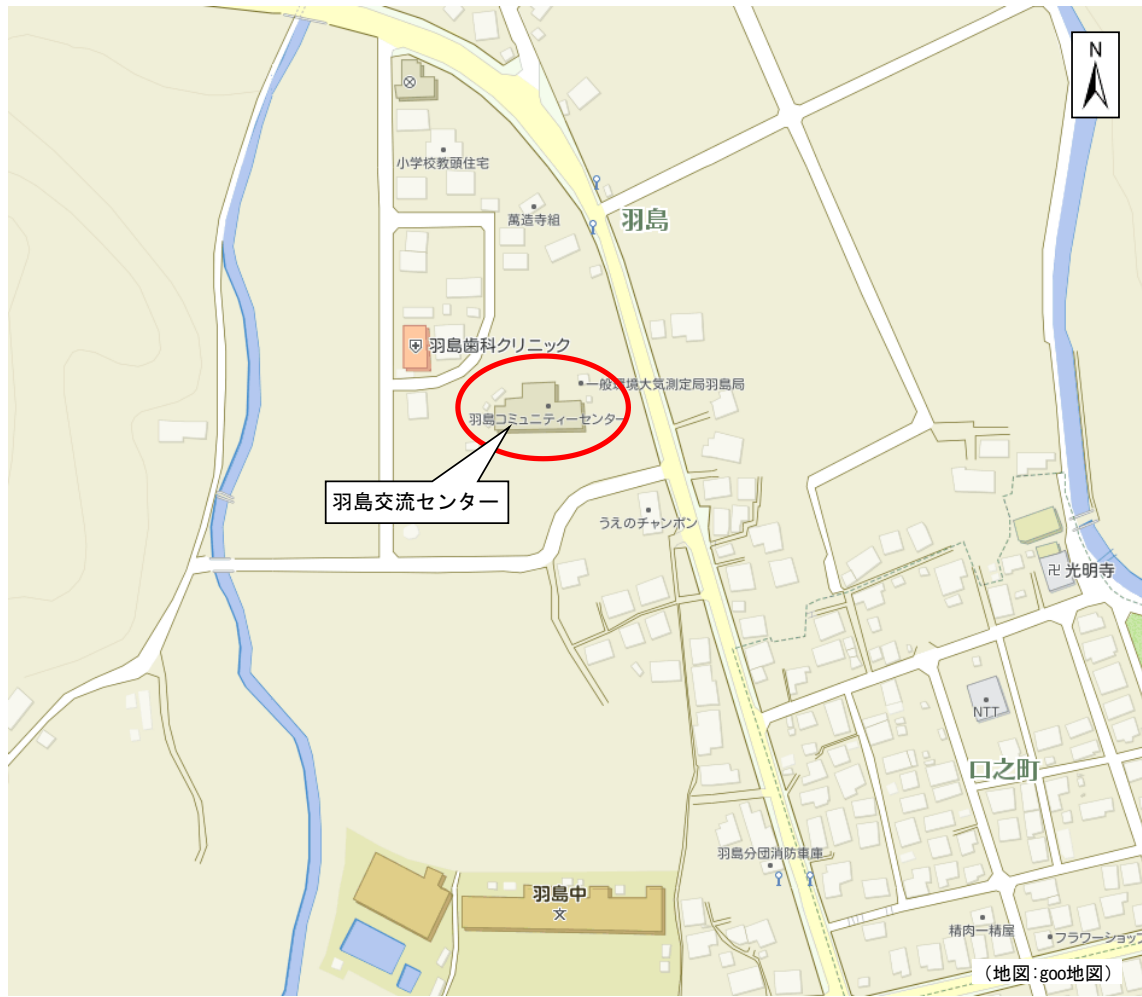 N
小学校教頭住宅
萬造寺組
羽島
羽島歯科クリニック
一般環境大気測定局羽島局
羽島コミュニティーセンター
羽島交流センター
うえのチャンポン
卍 光明寺
NTT
口之町
羽島分団消防車庫
羽島中
文
精肉一精屋
フラワーショップ
（地図:goo地図）